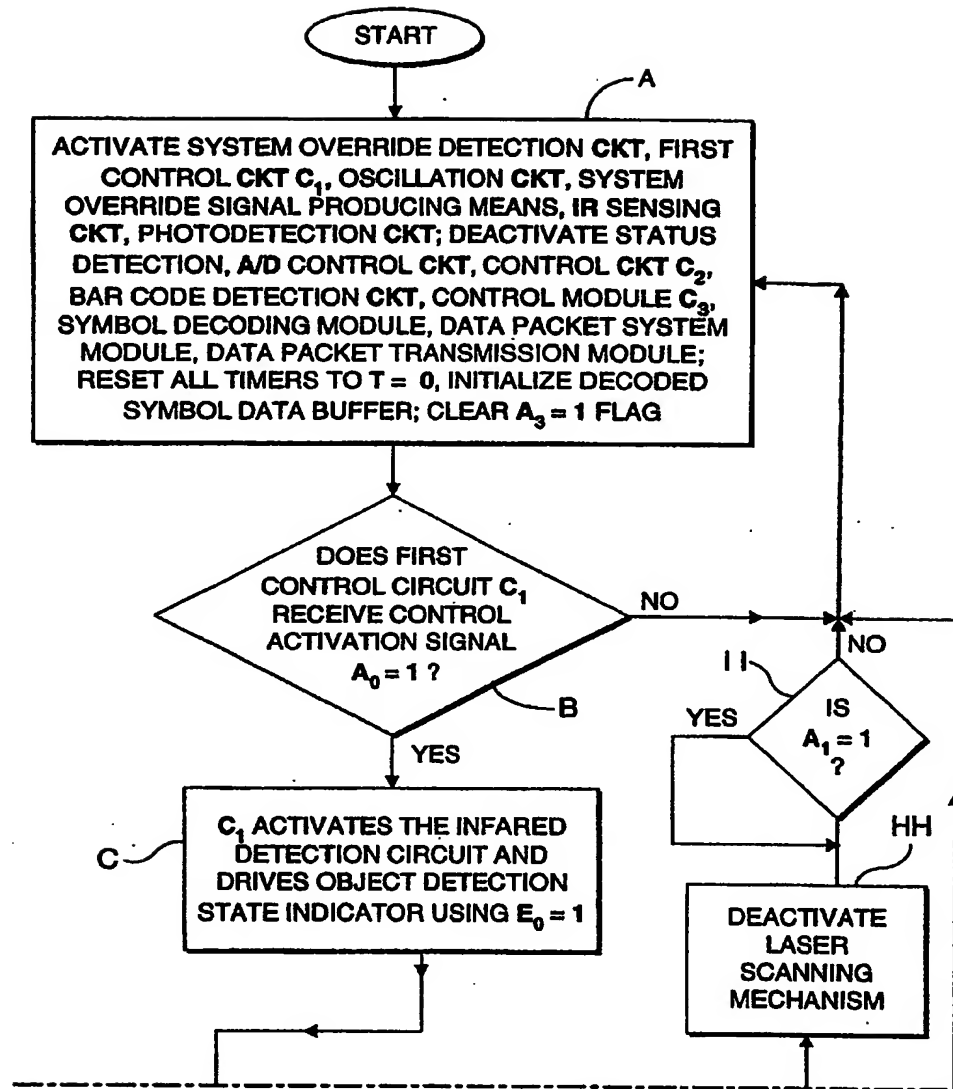 START
A
ACTIVATE SYSTEM OVERRIDE DETECTION CKT, FIRST
CONTROL CKT C₁, OSCILLATION CKT, SYSTEM
OVERRIDE SIGNAL PRODUCING MEANS, IR SENSING
CKT, PHOTODETECTION CKT; DEACTIVATE STATUS
DETECTION, A/D CONTROL CKT, CONTROL CKT C₂,
BAR CODE DETECTION CKT, CONTROL MODULE C₃,
SYMBOL DECODING MODULE, DATA PACKET SYSTEM
MODULE, DATA PACKET TRANSMISSION MODULE;
RESET ALL TIMERS TO T = 0, INITIALIZE DECODED
SYMBOL DATA BUFFER; CLEAR A₃ = 1 FLAG
DOES FIRST
CONTROL CIRCUIT C₁
RECEIVE CONTROL
ACTIVATION SIGNAL
A₀ = 1 ?
NO
B
YES
C
C₁ ACTIVATES THE INFARED
DETECTION CIRCUIT AND
DRIVES OBJECT DETECTION
STATE INDICATOR USING E₀ = 1
NO
II
YES
IS
A₁ = 1
?
HH
DEACTIVATE
LASER
SCANNING
MECHANISM